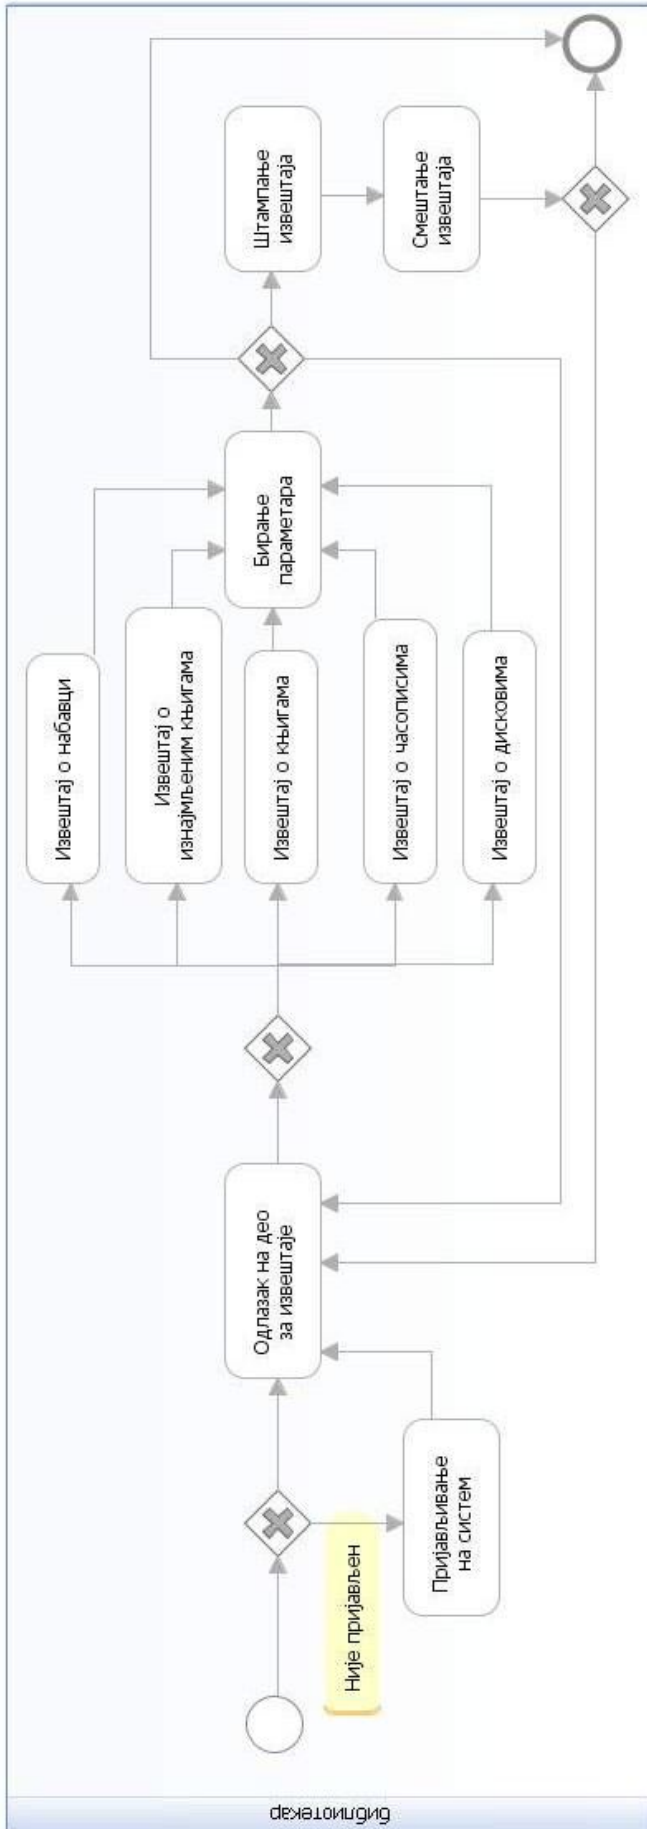 библиотекар
Није пријављен
Пријављивање
на систем
Одлазак на део
за извештаје
Извештај о набавци
Извештај о
изнајмљеним књигама
Извештај о књигама
Извештај о часописима
Извештај о дисковима
Бирање
параметара
Штампање
извештаја
Смештање
извештаја